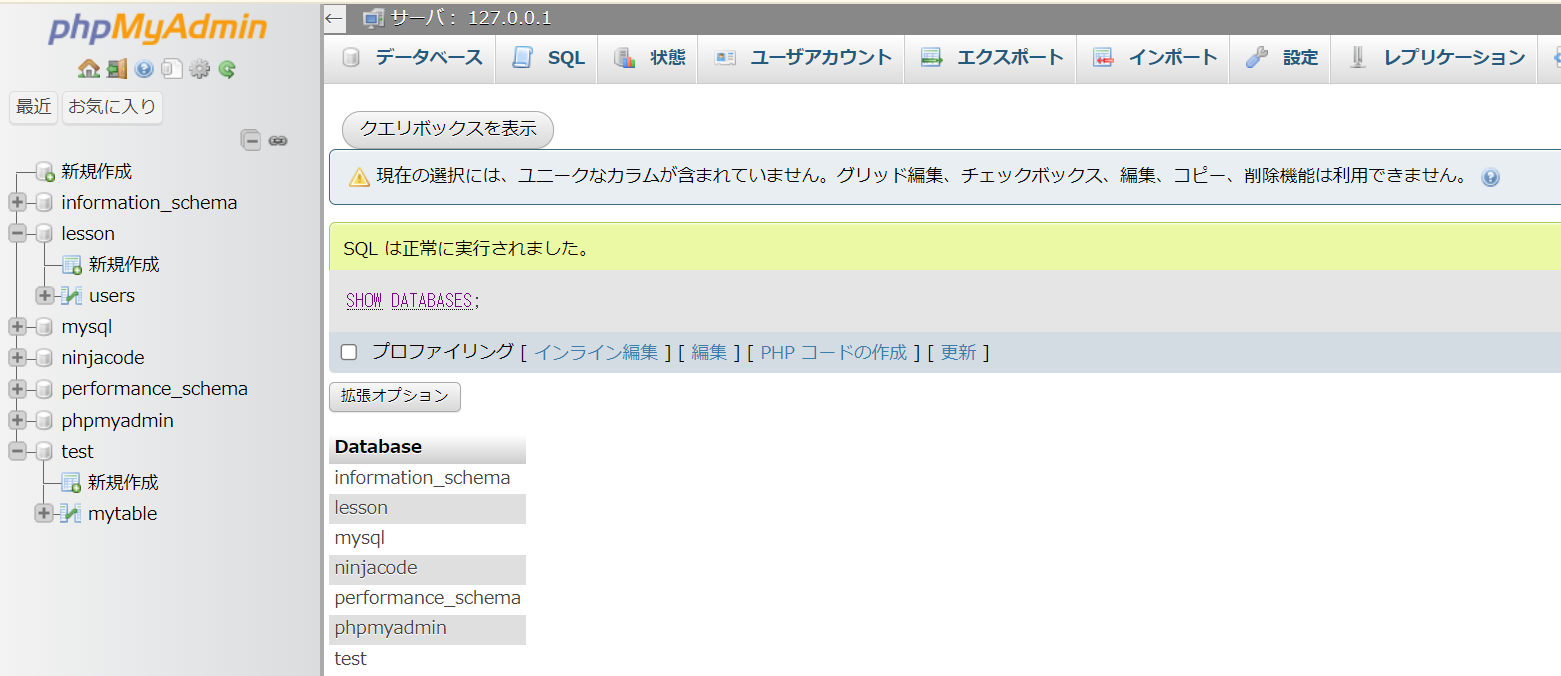 phpMyAdmin
最近 お気に入り
新規作成
information_schema
lesson
新規作成
users
mysql
ninjacode
performance_schema
phpmyadmin
test
新規作成
mytable
サーバ: 127.0.0.1
データベース SQL 状態 ユーザアカウント エクスポート インポート 設定 レプリケーション
クエリボックスを表示
現在の選択には、ユニークなカラムが含まれていません。グリッド編集、チェックボックス、編集、コピー、削除機能は利用できません。
SQL は正常に実行されました。
SHOW DATABASES;
プロファイリング [ インライン編集 ] [ 編集 ] [ PHP コードの作成 ] [ 更新 ]
拡張オプション
Database
information_schema
lesson
mysql
ninjacode
performance_schema
phpmyadmin
test